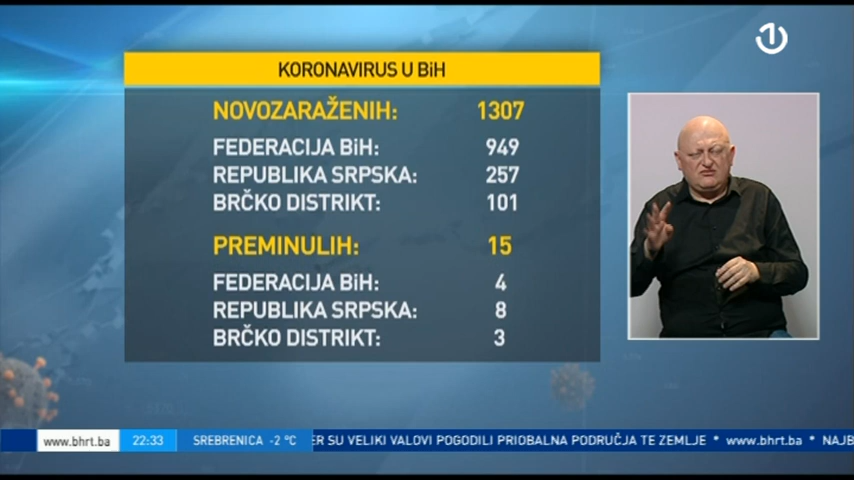 KORONAVIRUS U BiH
NOVOZARAŽENIH: 1307
FEDERACIJA BiH: 949
REPUBLIKA SRPSKA: 257
BRČKO DISTRIKT: 101
PREMINULIH: 15
FEDERACIJA BiH: 4
REPUBLIKA SRPSKA: 8
BRČKO DISTRIKT: 3
www.bhrt.ba 22:33 SREBRENICA -2 °C ER SU VELIKI VALOVI POGODILI PRIOBALNA PODRUČJA TE ZEMLJE * www.bhrt.ba * NAJB